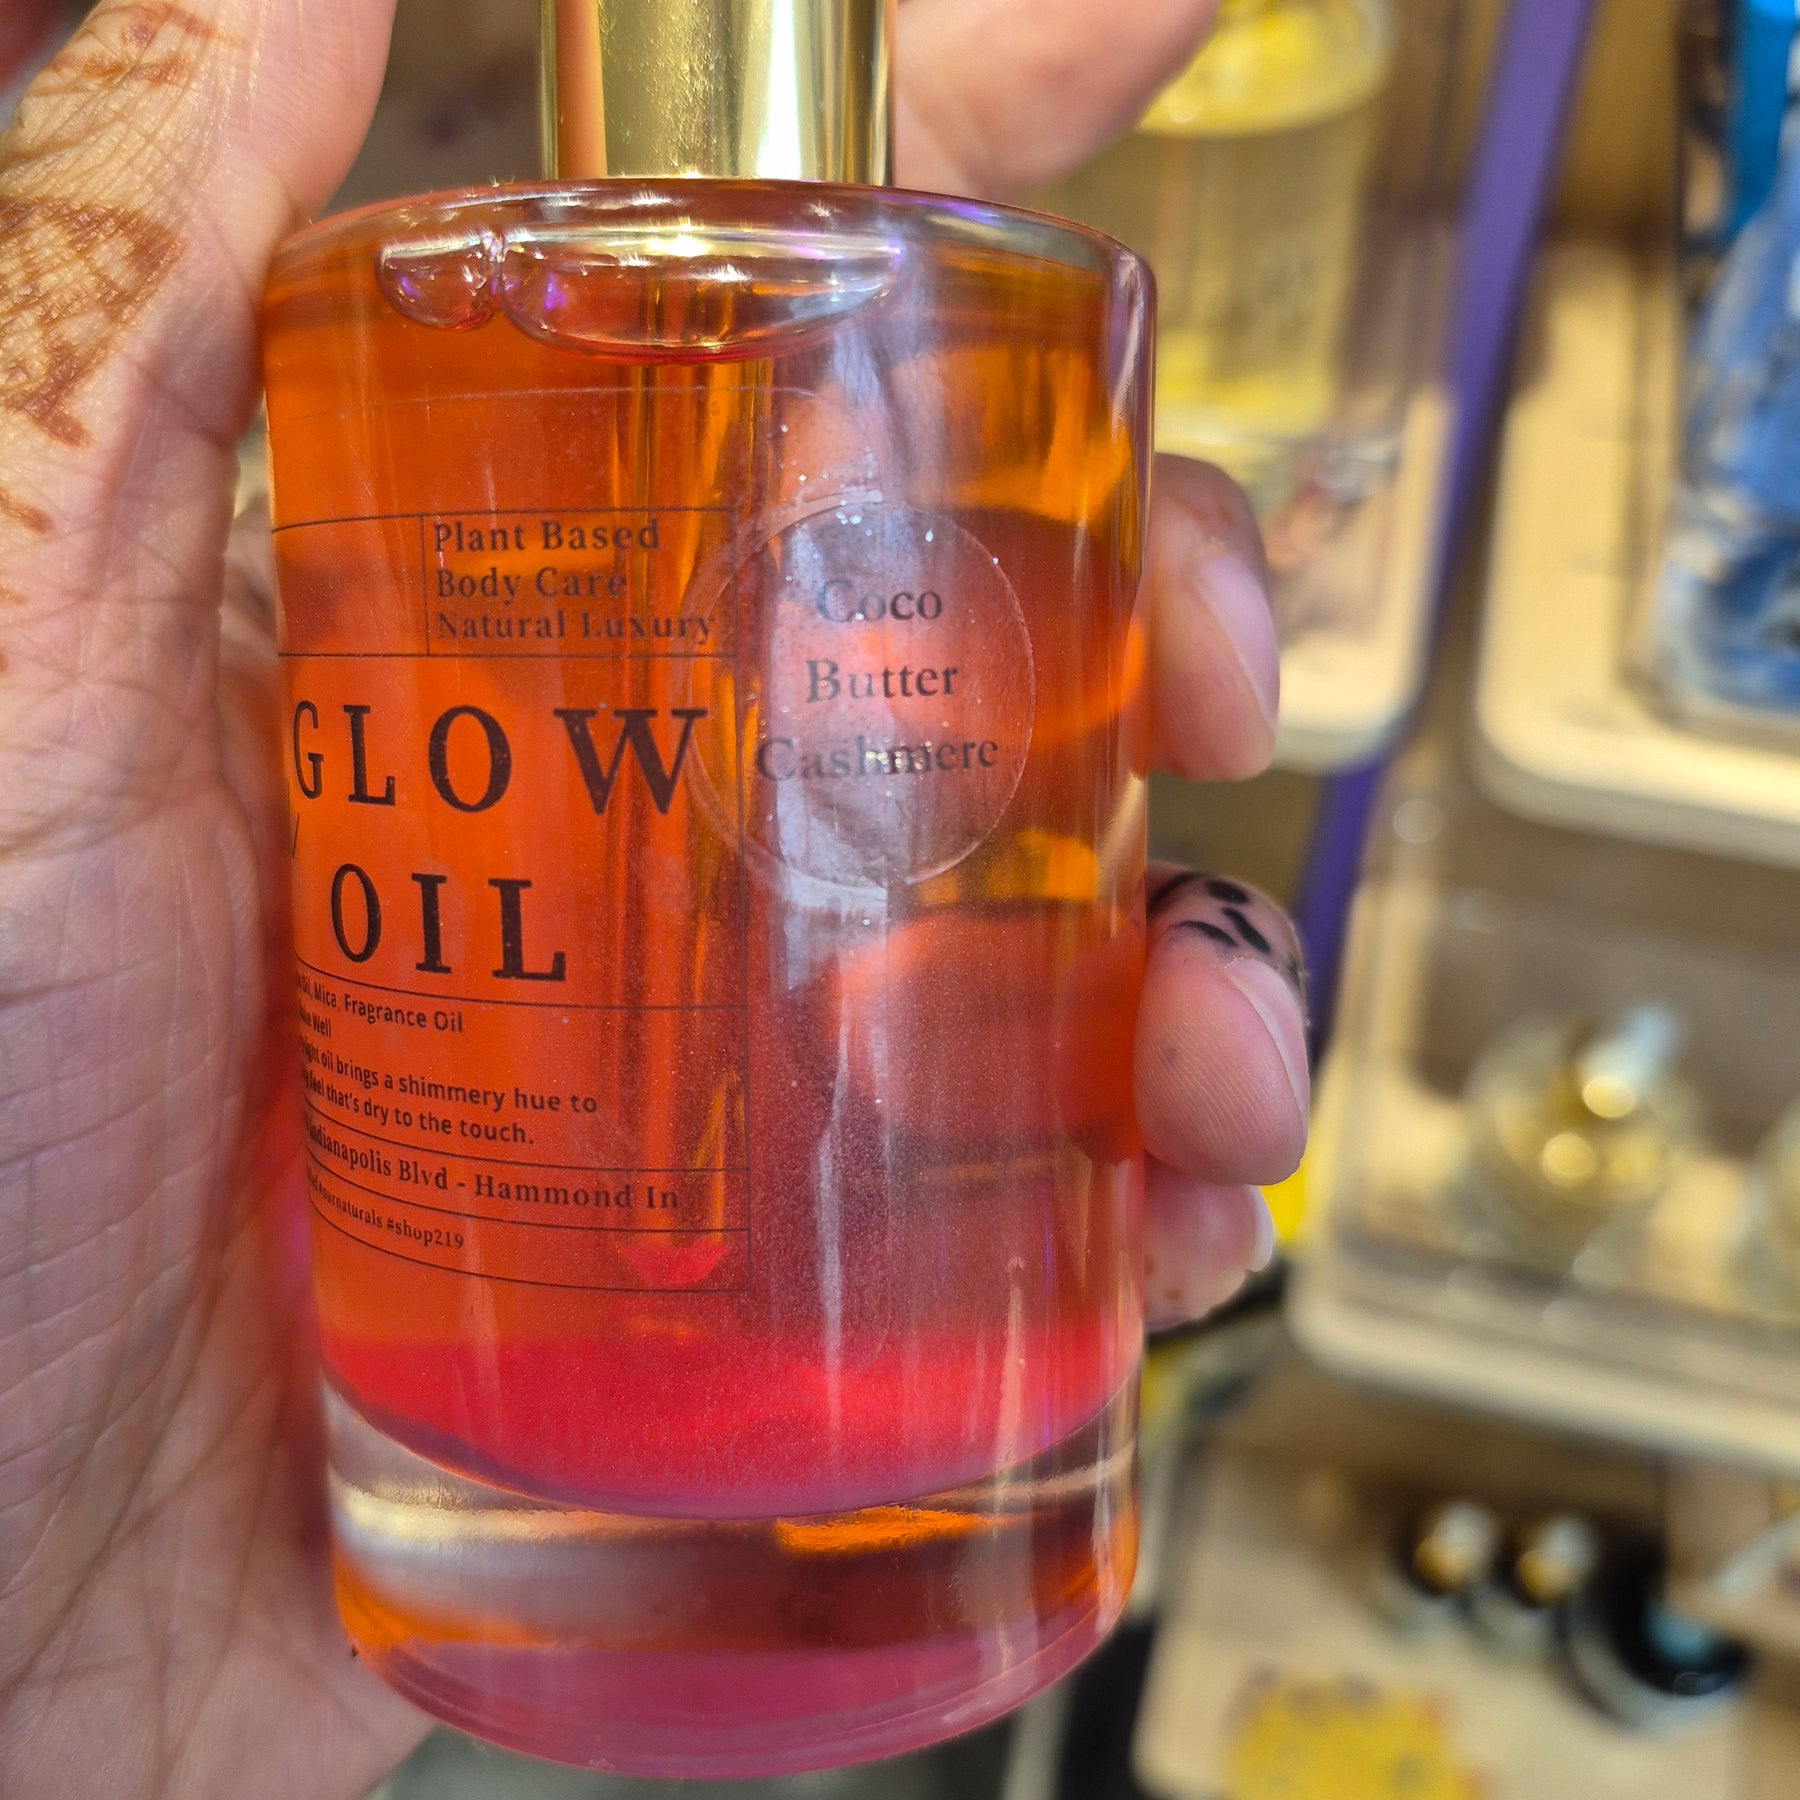 Plant Based
Body Care
Natural Luxury
GLOW
OIL
Oil, Mica, Fragrance Oil
Well
oil brings a shimmery hue to
feel that's dry to the touch.
Indianapolis Blvd - Hammond In
#shop219
Coco
Butter
Cashmere